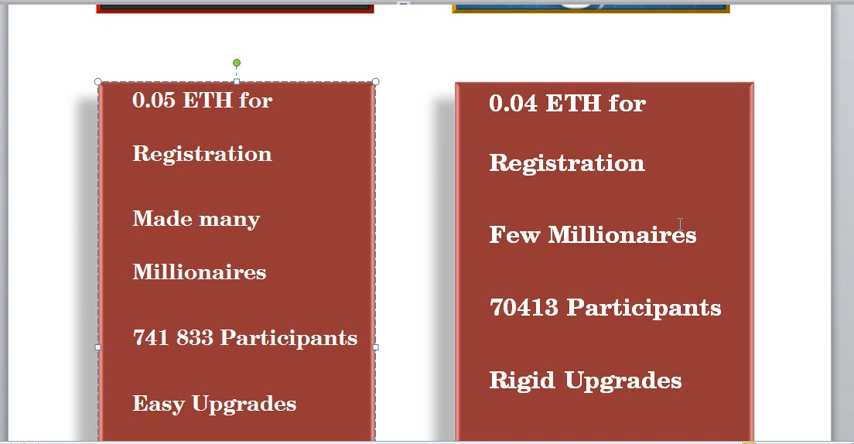 0.05 ETH for
Registration
Made many
Millionaires
741 833 Participants
Easy Upgrades
0.04 ETH for
Registration
Few Millionaires
70413 Participants
Rigid Upgrades